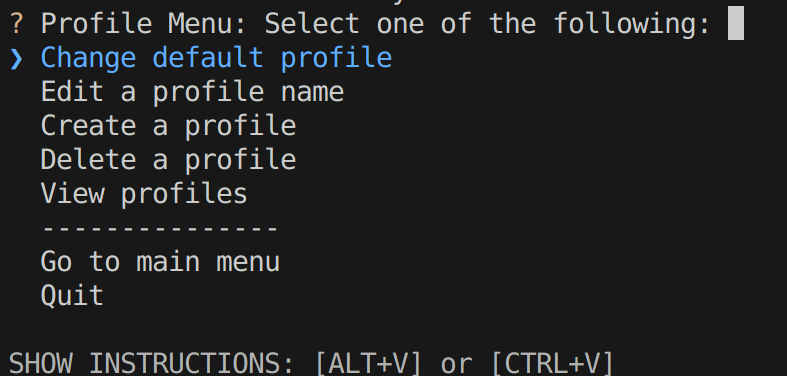 ? Profile Menu: Select one of the following:
❯ Change default profile
Edit a profile name
Create a profile
Delete a profile
View profiles
---------------
Go to main menu
Quit
SHOW INSTRUCTIONS: [ALT+V] or [CTRL+V]